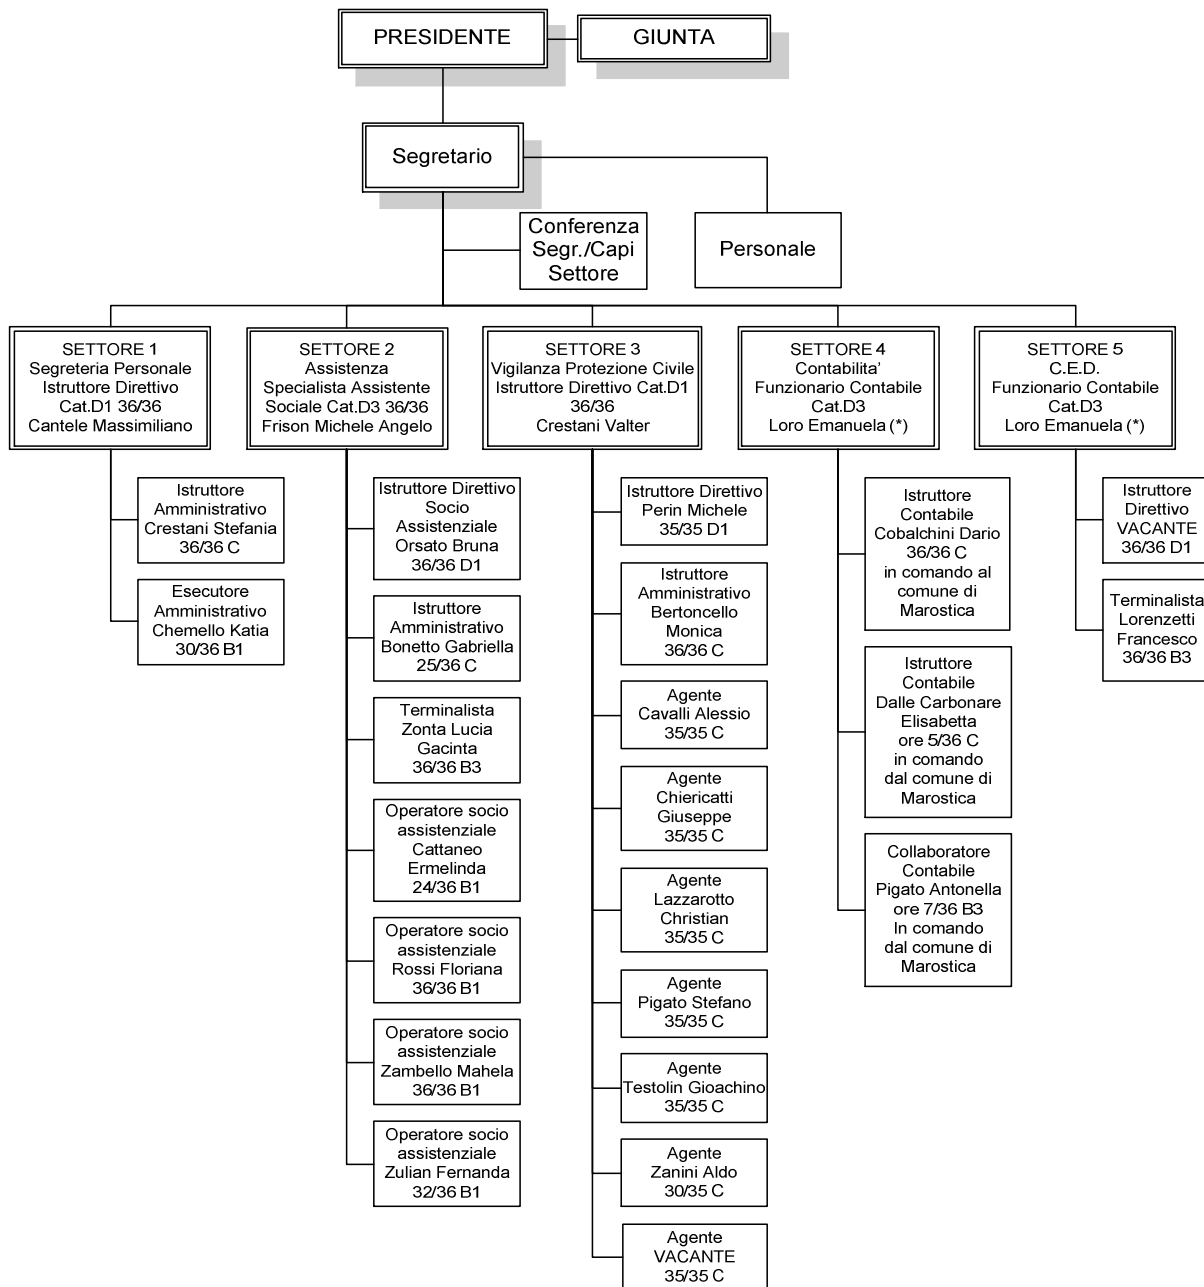 PRESIDENTE
GIUNTA
Segretario
Conferenza
Segr./Capi
Settore
Personale
SETTORE 1
Segreteria Personale
Istruttore Direttivo
Cat.D1 36/36
Cantele Massimiliano
Istruttore
Amministrativo
Crestani Stefania
36/36 C
Esecutore
Amministrativo
Chemello Katia
30/36 B1
SETTORE 2
Assistenza
Specialista Assistente
Sociale Cat.D3 36/36
Frison Michele Angelo
Istruttore Direttivo
Socio
Assistenziale
Orsato Bruna
36/36 D1
Istruttore
Amministrativo
Bonetto Gabriella
25/36 C
Terminalista
Zonta Lucia
Gacinta
36/36 B3
Operatore socio
assistenziale
Cattaneo
Ermelinda
24/36 B1
Operatore socio
assistenziale
Rossi Floriana
36/36 B1
Operatore socio
assistenziale
Zambello Mahela
36/36 B1
Operatore socio
assistenziale
Zulian Fernanda
32/36 B1
SETTORE 3
Vigilanza Protezione Civile
Istruttore Direttivo Cat.D1
36/36
Crestani Valter
Istruttore Direttivo
Perin Michele
35/35 D1
Istruttore
Amministrativo
Bertoncello
Monica
36/36 C
Agente
Cavalli Alessio
35/35 C
Agente
Chiericatti
Giuseppe
35/35 C
Agente
Lazzarotto
Christian
35/35 C
Agente
Pigato Stefano
35/35 C
Agente
Testolin Gioachino
35/35 C
Agente
Zanini Aldo
30/35 C
Agente
VACANTE
35/35 C
SETTORE 4
Contabilita'
Funzionario Contabile
Cat.D3
Loro Emanuela (*)
Istruttore
Contabile
Cobalchini Dario
36/36 C
in comando al
comune di
Marostica
Istruttore
Contabile
Dalle Carbonare
Elisabetta
ore 5/36 C
in comando
dal comune di
Marostica
Collaboratore
Contabile
Pigato Antonella
ore 7/36 B3
In comando
dal comune di
Marostica
SETTORE 5
C.E.D.
Funzionario Contabile
Cat.D3
Loro Emanuela (*)
Istruttore
Direttivo
VACANTE
36/36 D1
Terminalista
Lorenzetti
Francesco
36/36 B3